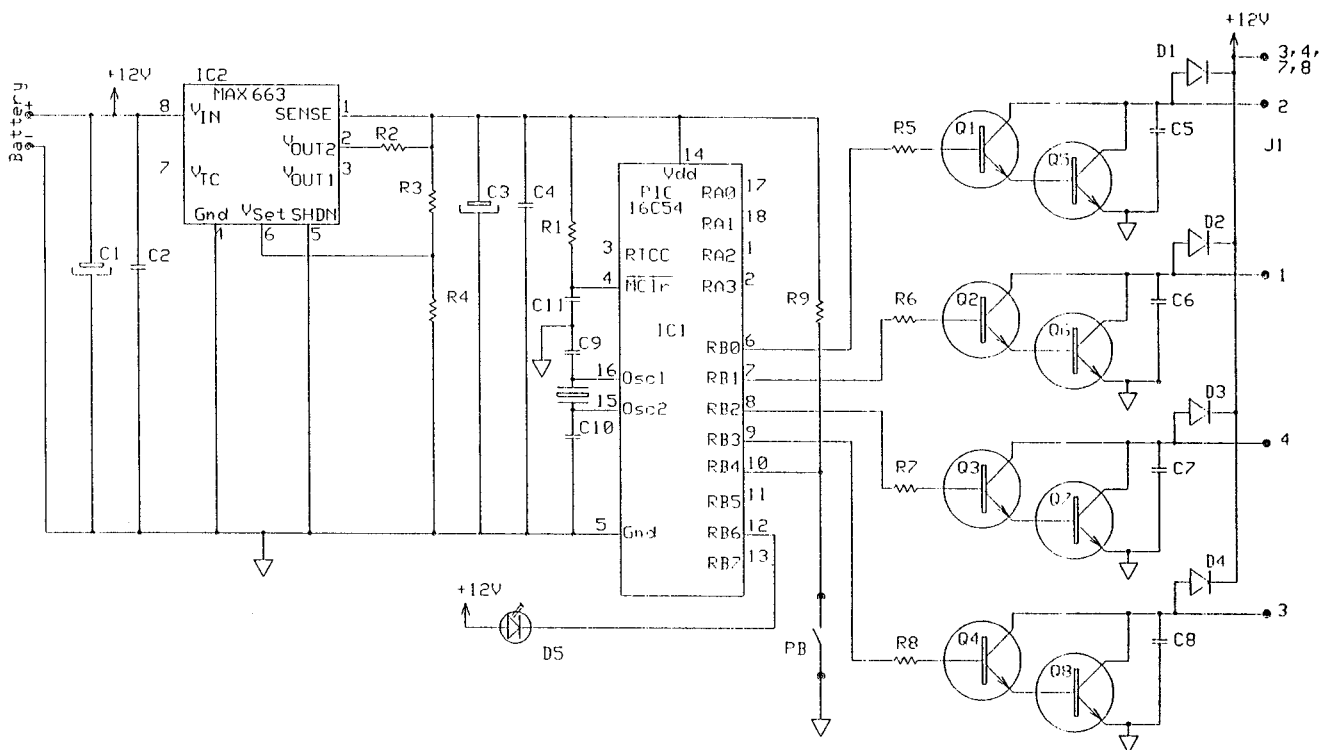 +12V
D1
3,4,
7,8
+12V
IC2
MAX663
Battery
+
8
VIN
SENSE
1
2
J1
R2
2
VOUT2
7
VTC
VOUT1
3
R5
Q1
Q5
C5
14
Vdd
PIC
16C54
RA0
17
RA1
18
R3
C3
C4
R1
Gnd
VSet
SHDN
4
6
5
3
RTCC
RA2
1
D2
C1
C2
4
MClr
RA3
2
1
R4
C11
R9
R6
Q2
Q6
C6
IC1
C9
RB0
6
16
Osc1
RB1
7
15
Osc2
RB2
8
D3
C10
RB3
9
4
RB4
10
R7
Q3
Q7
C7
RB5
11
5
Gnd
RB6
12
RB7
13
D4
+12V
3
D5
PB
R8
Q4
Q8
C8